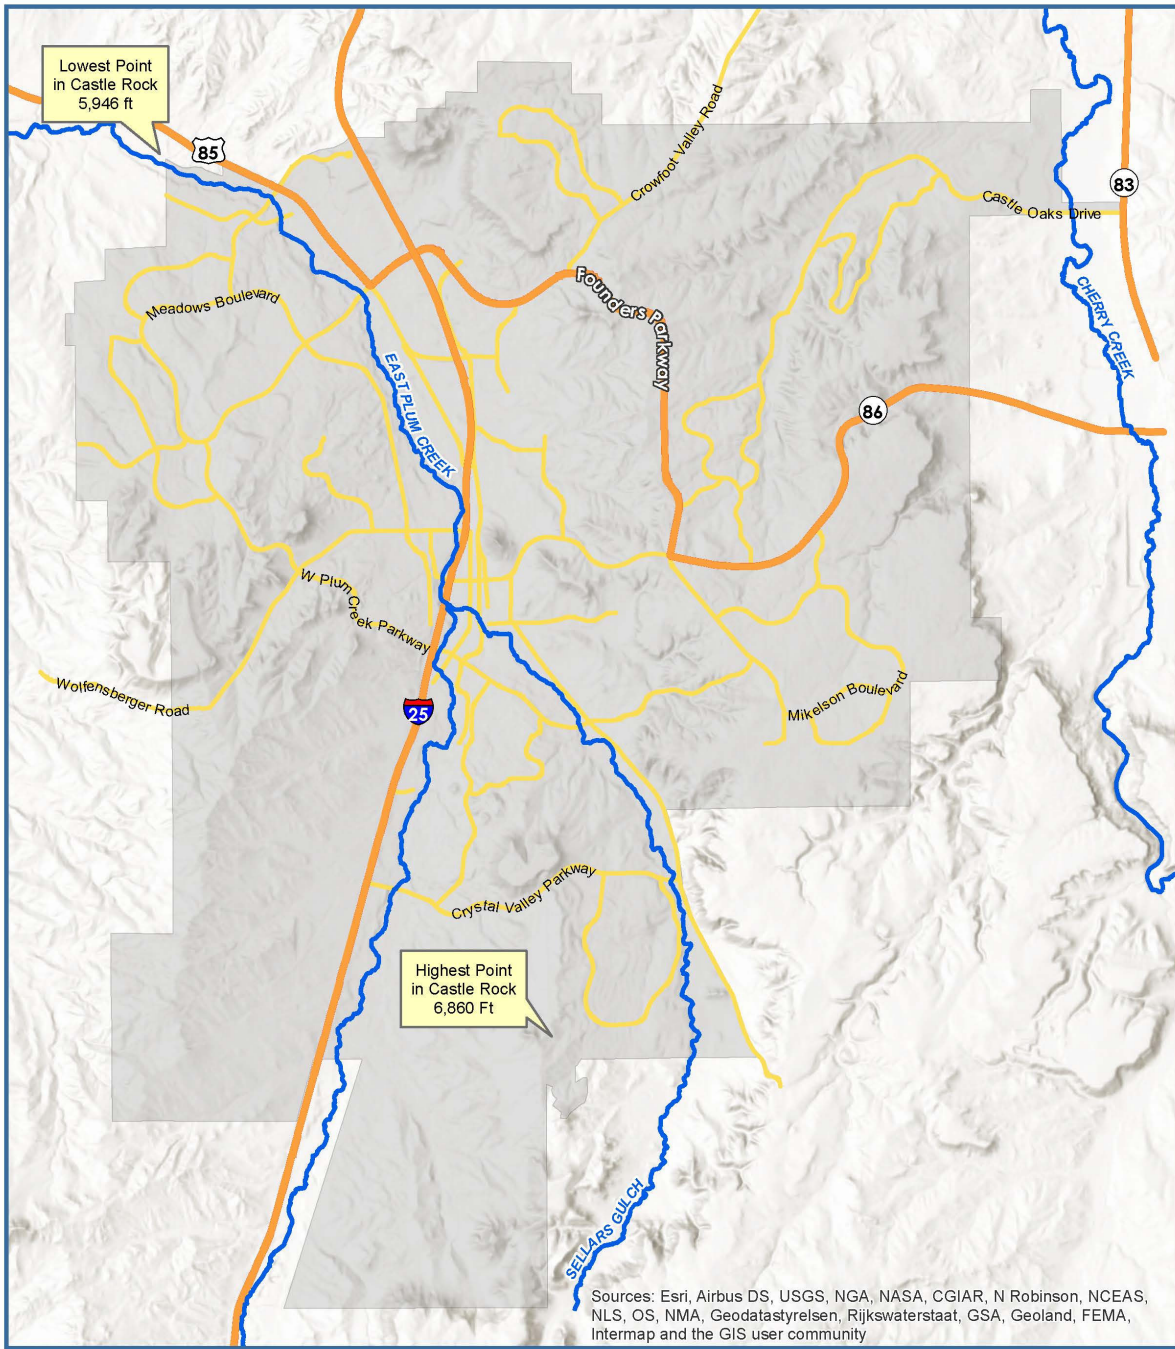 Lowest Point
in Castle Rock
5,946 ft
85
Crowfoot Valley Road
83
Castle Oaks Drive
Meadows Boulevard
Founders Parkway
CHERRY CREEK
EAST PLUM CREEK
86
W Plum Creek Parkway
Wolfensberger Road
Mikelson Boulevard
25
Crystal Valley Parkway
Highest Point
in Castle Rock
6,860 Ft
SELLARS GULCH
Sources: Esri, Airbus DS, USGS, NGA, NASA, CGIAR, N Robinson, NCEAS,
NLS, OS, NMA, Geodatastyrelsen, Rijkswaterstaat, GSA, Geoland, FEMA,
Intermap and the GIS user community